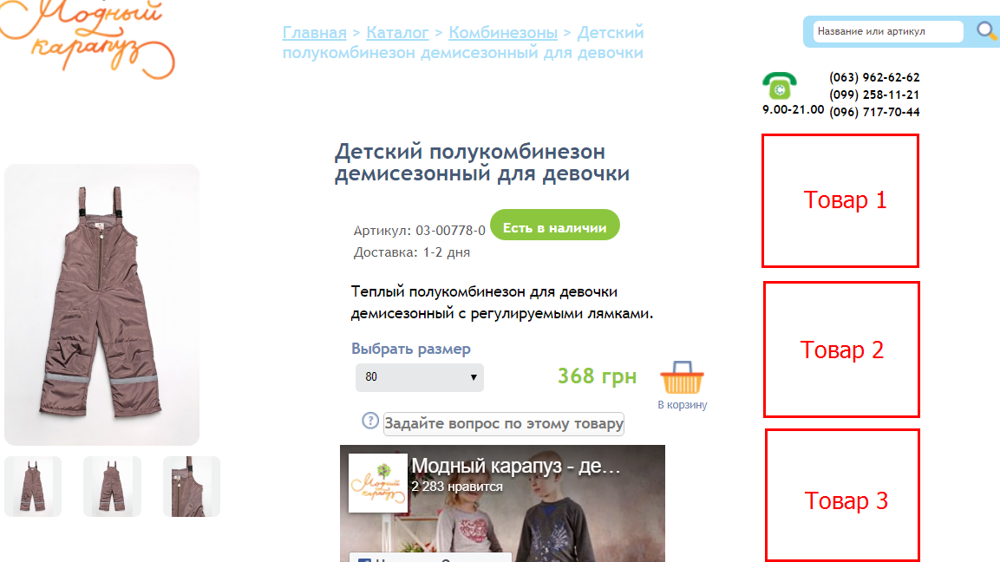 Модный
карапуз
Главная > Каталог > Комбинезоны > Детский
полукомбинезон демисезонный для девочки
Название или артикул
(063) 962-62-62
(099) 258-11-21
9.00-21.00 (096) 717-70-44
Детский полукомбинезон
демисезонный для девочки
Артикул: 03-00778-0 Есть в наличии
Доставка: 1-2 дня
Теплый полукомбинезон для девочки
демисезонный с регулируемыми лямками.
Выбрать размер
80
368 грн
В корзину
? Задайте вопрос по этому товару
Модный карапуз - де...
2 283 нравится
Модный
карапуз
Товар 1
Товар 2
Товар 3